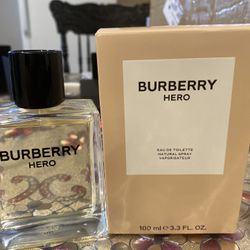 BURBERRY
HERO
BURBERRY
HERO
EAU DE TOILETTE
NATURAL SPRAY
VAPORISATEUR
100 ml ℮ 3.3 FL. OZ.